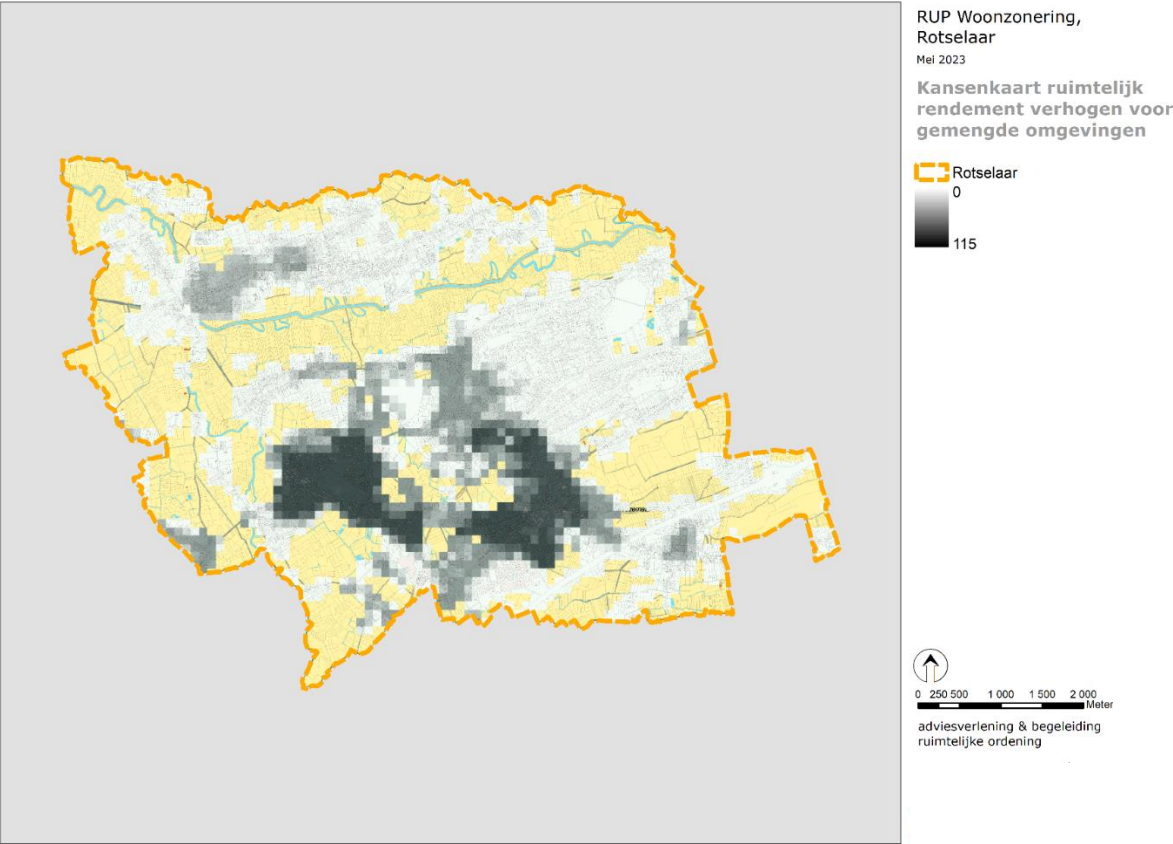 RUP Woonzonering,
Rotselaar
Mei 2023
Kansenkaart ruimtelijk
rendement verhogen voor
gemengde omgevingen
Rotselaar
0
115
0 250 500 1 000 1 500 2 000
Meter
adviesverlening & begeleiding
ruimtelijke ordening